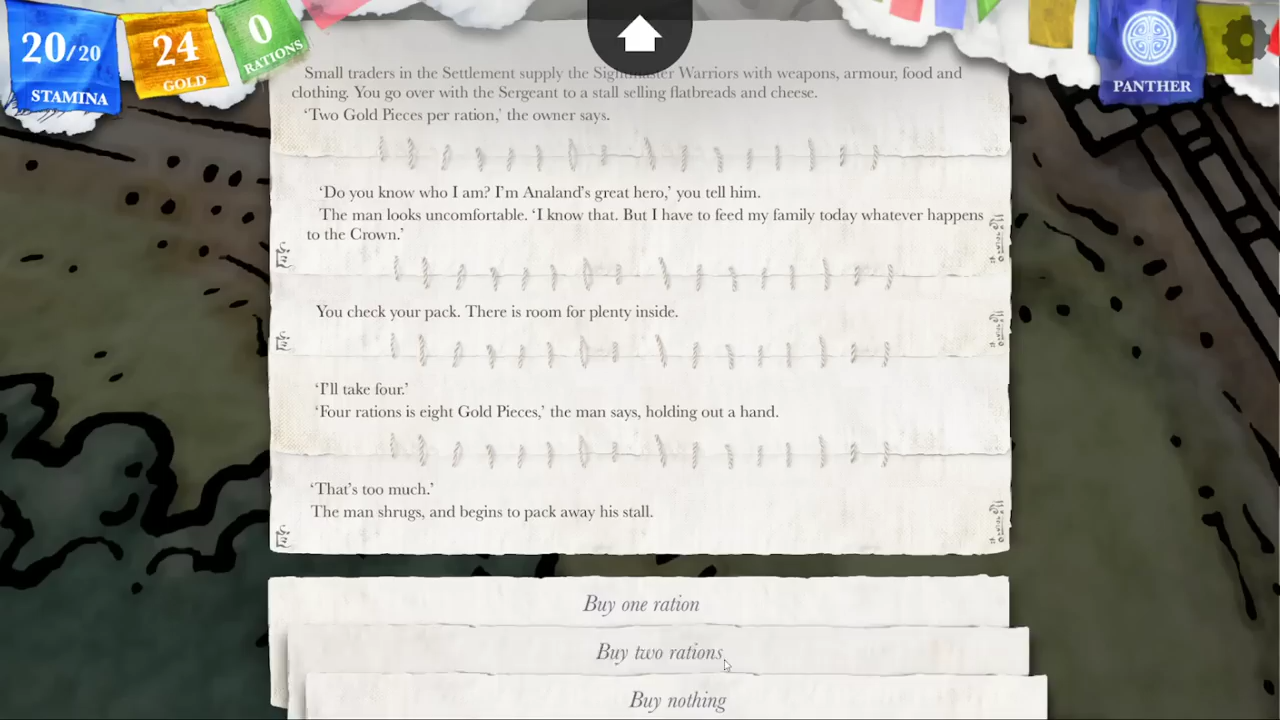 20/20
STAMINA
24
GOLD
0
RATIONS
PANTHER
Small traders in the Settlement supply the Sightmaster Warriors with weapons, armour, food and
clothing. You go over with the Sergeant to a stall selling flatbreads and cheese.
‘Two Gold Pieces per ration,’ the owner says.
‘Do you know who I am? I’m Analand’s great hero,’ you tell him.
The man looks uncomfortable. ‘I know that. But I have to feed my family today whatever happens
to the Crown.’
You check your pack. There is room for plenty inside.
‘I’ll take four.’
‘Four rations is eight Gold Pieces,’ the man says, holding out a hand.
‘That’s too much.’
The man shrugs, and begins to pack away his stall.
Buy one ration
Buy two rations
Buy nothing